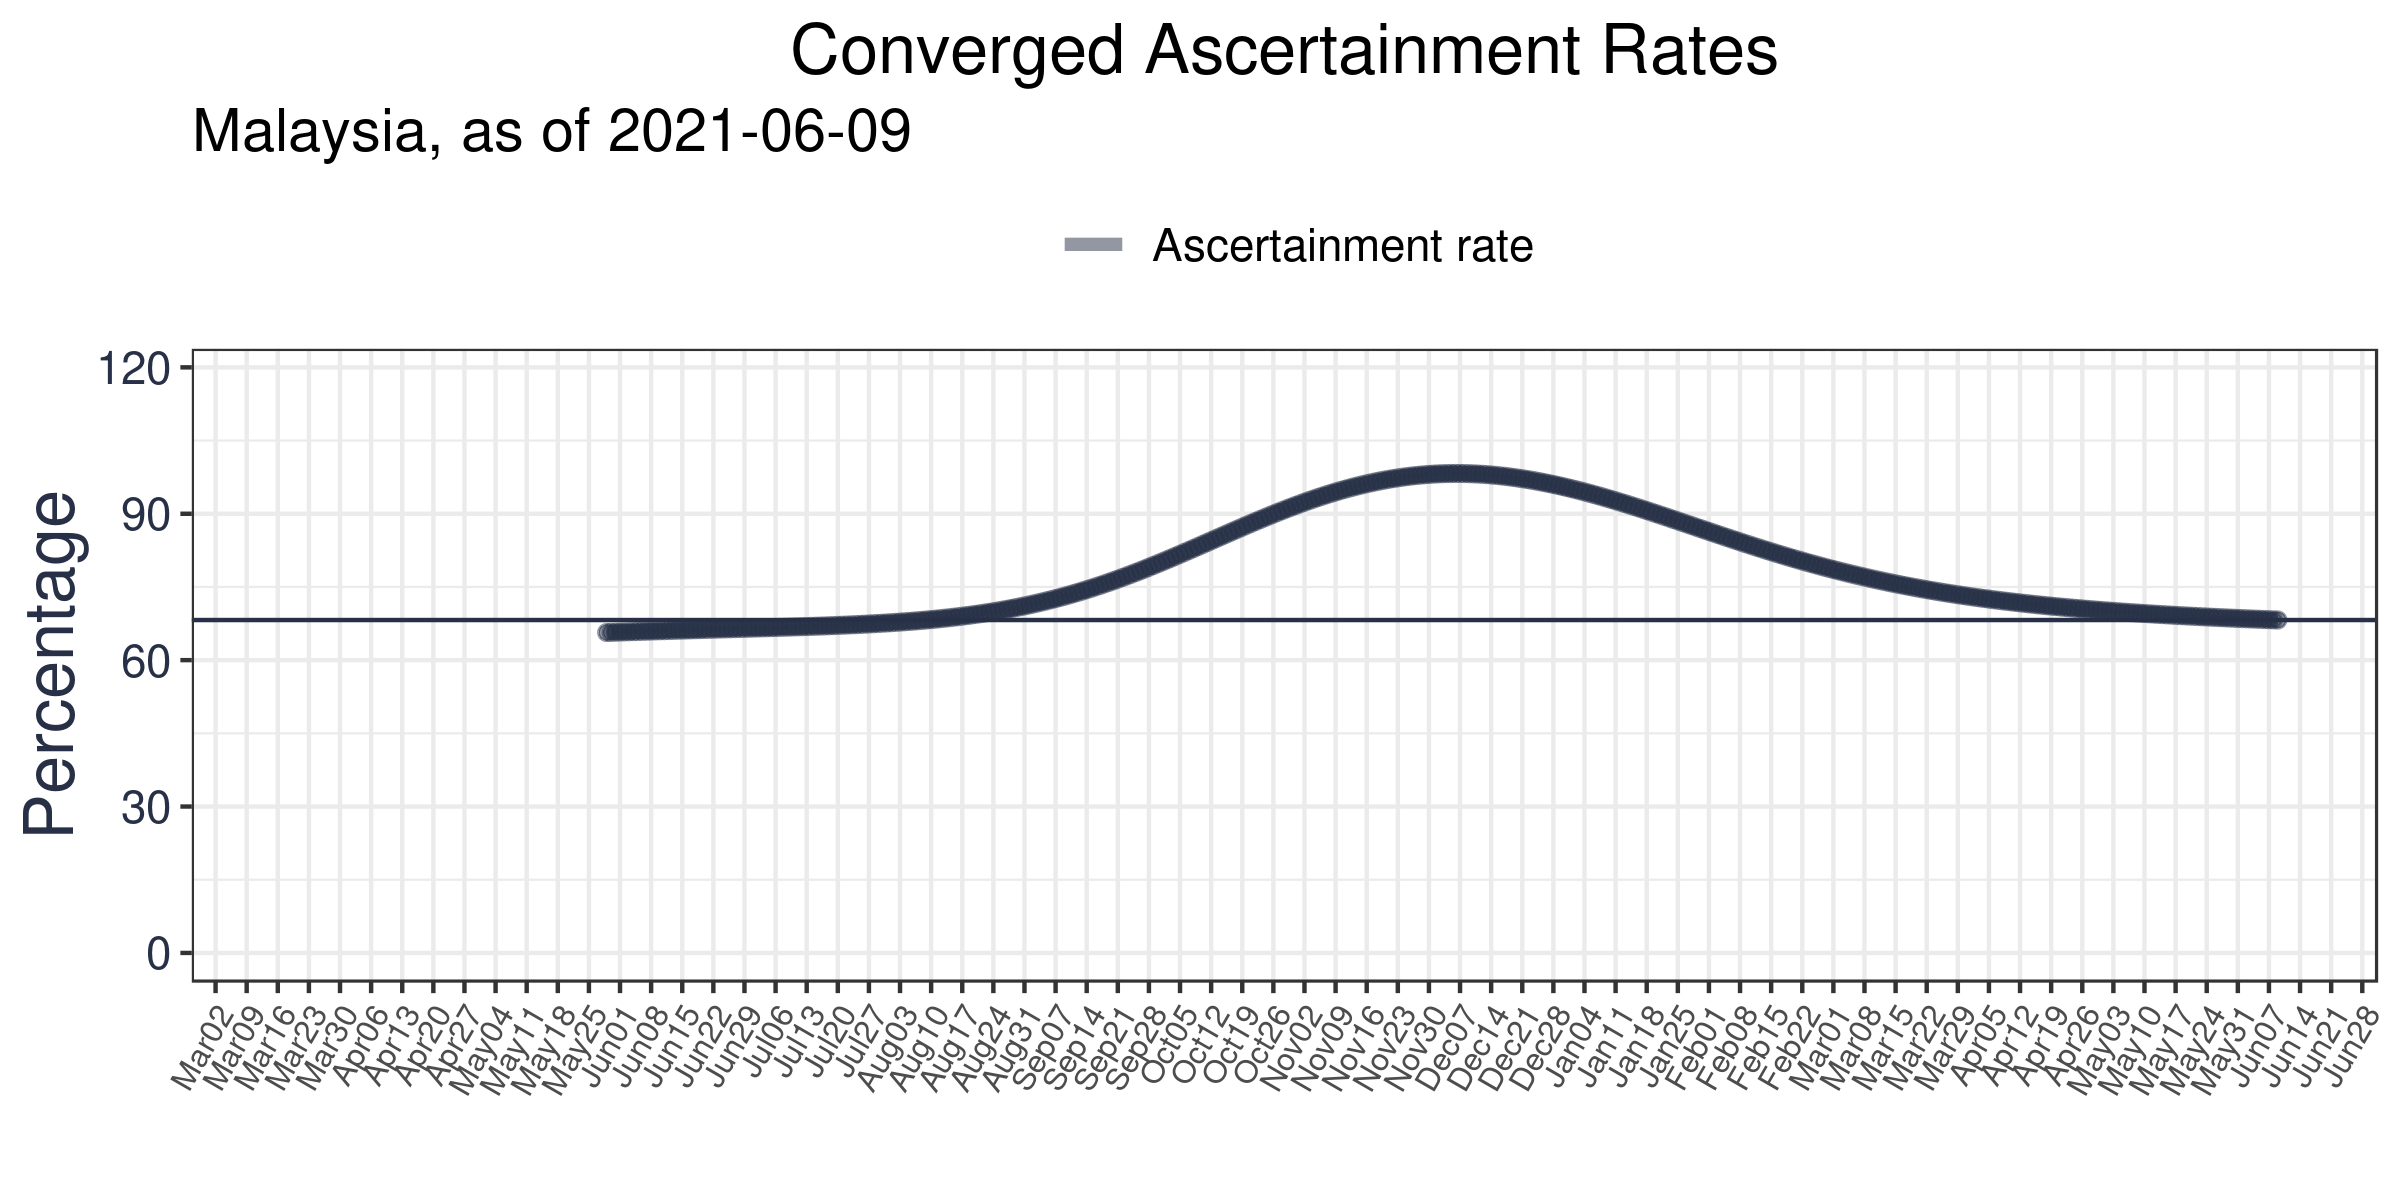 Converged Ascertainment Rates
Malaysia, as of 2021-06-09
Ascertainment rate
Percentage
120
90
60
30
0
Mar02
Mar09
Mar16
Mar23
Mar30
Apr06
Apr13
Apr20
Apr27
May04
May11
May18
May25
Jun01
Jun08
Jun15
Jun22
Jun29
Jul06
Jul13
Jul20
Jul27
Aug03
Aug10
Aug17
Aug24
Aug31
Sep07
Sep14
Sep21
Sep28
Oct05
Oct12
Oct19
Oct26
Nov02
Nov09
Nov16
Nov23
Nov30
Dec07
Dec14
Dec21
Dec28
Jan04
Jan11
Jan18
Jan25
Feb01
Feb08
Feb15
Feb22
Mar01
Mar08
Mar15
Mar22
Mar29
Apr05
Apr12
Apr19
Apr26
May03
May10
May17
May24
May31
Jun07
Jun14
Jun21
Jun28